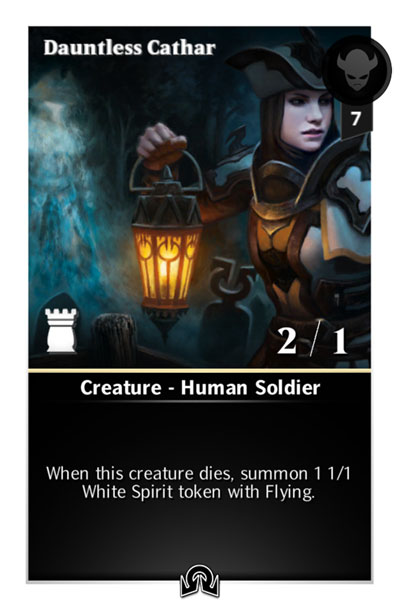 Dauntless Cathar
7
2/1
Creature - Human Soldier
When this creature dies, summon 1 1/1
White Spirit token with Flying.